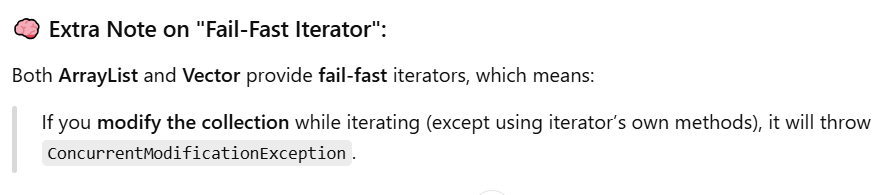 🧠 Extra Note on "Fail-Fast Iterator":
Both ArrayList and Vector provide fail-fast iterators, which means:
If you modify the collection while iterating (except using iterator's own methods), it will throw
ConcurrentModificationException.